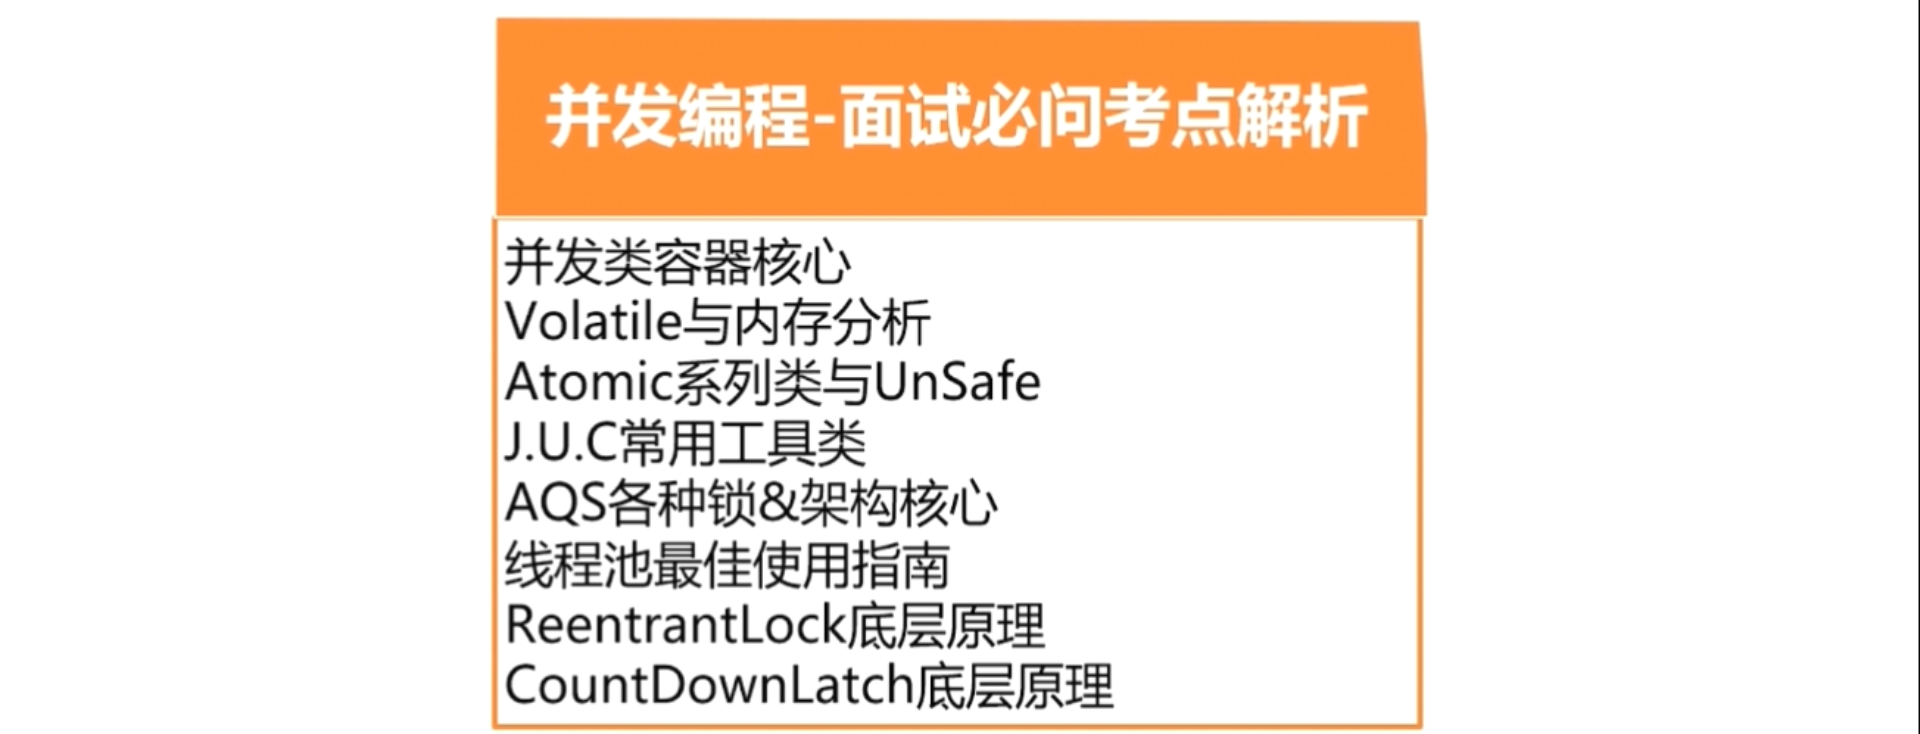 并发编程-面试必问考点解析
并发类容器核心
Volatile与内存分析
Atomic系列类与UnSafe
J.U.C常用工具类
AQS各种锁&架构核心
线程池最佳使用指南
ReentrantLock底层原理
CountDownLatch底层原理